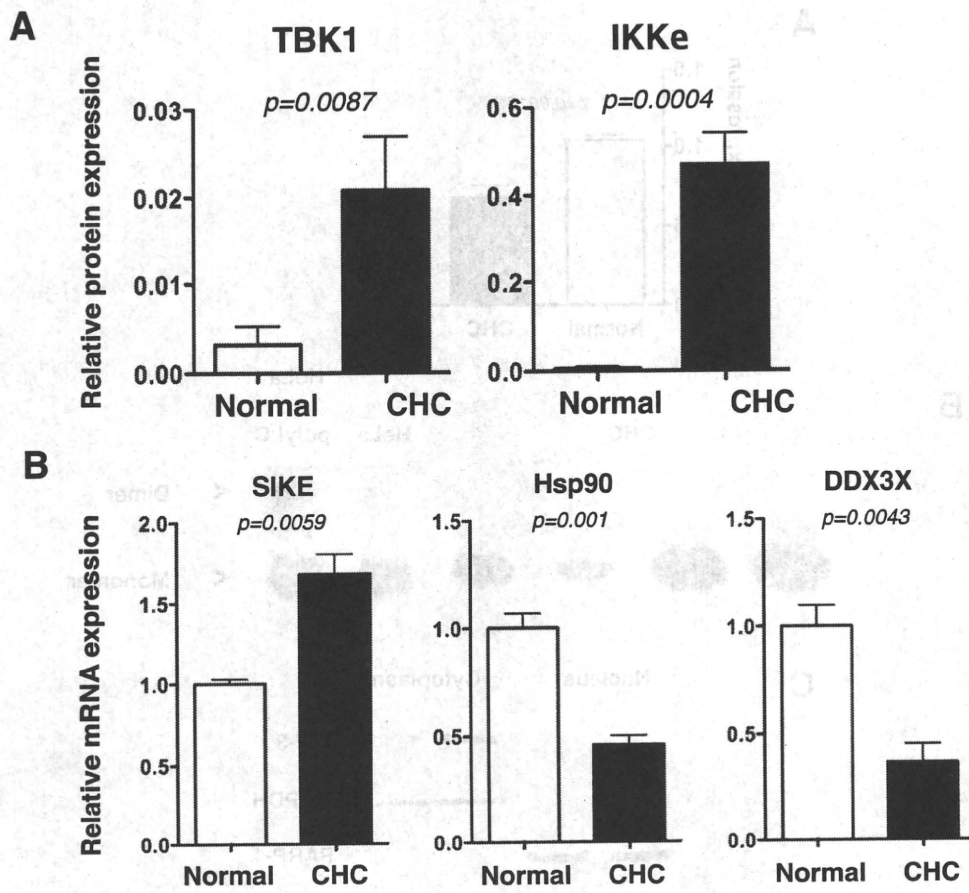 A
TBK1
IKKe
p=0.0087
p=0.0004
Relative protein expression
0.03
0.02
0.01
0.00
0.6
0.4
0.2
0.0
Normal
CHC
Normal
CHC
B
SIKE
Hsp90
DDX3X
p=0.0059
p=0.001
p=0.0043
Relative mRNA expression
2.0
1.5
1.0
0.5
0.0
1.5
1.0
0.5
0.0
1.5
1.0
0.5
0.0
Normal
CHC
Normal
CHC
Normal
CHC